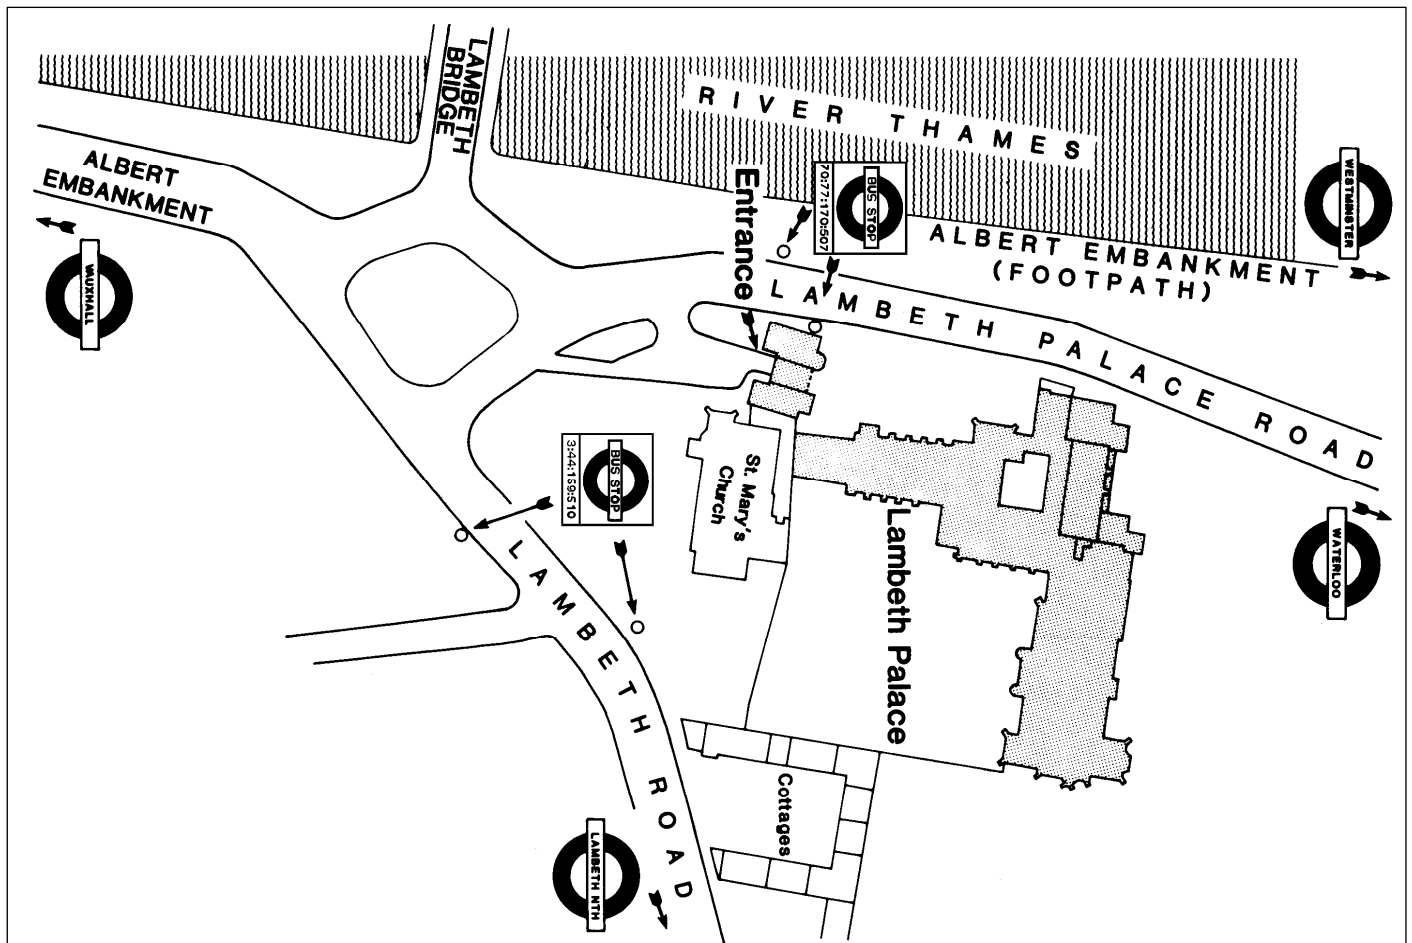 LAMBETH
BRIDGE
RIVER THAMES
ALBERT
EMBANKMENT
VAUXHALL
Entrance
BUS STOP
70:77:170:507
WESTMINSTER
ALBERT EMBANKMENT
(FOOTPATH)
LAMBETH PALACE ROAD
WATERLOO
BUS STOP
3:44:159:510
St. Mary's
Church
Lambeth Palace
LAMBETH ROAD
Cottages
LAMBETH NTH